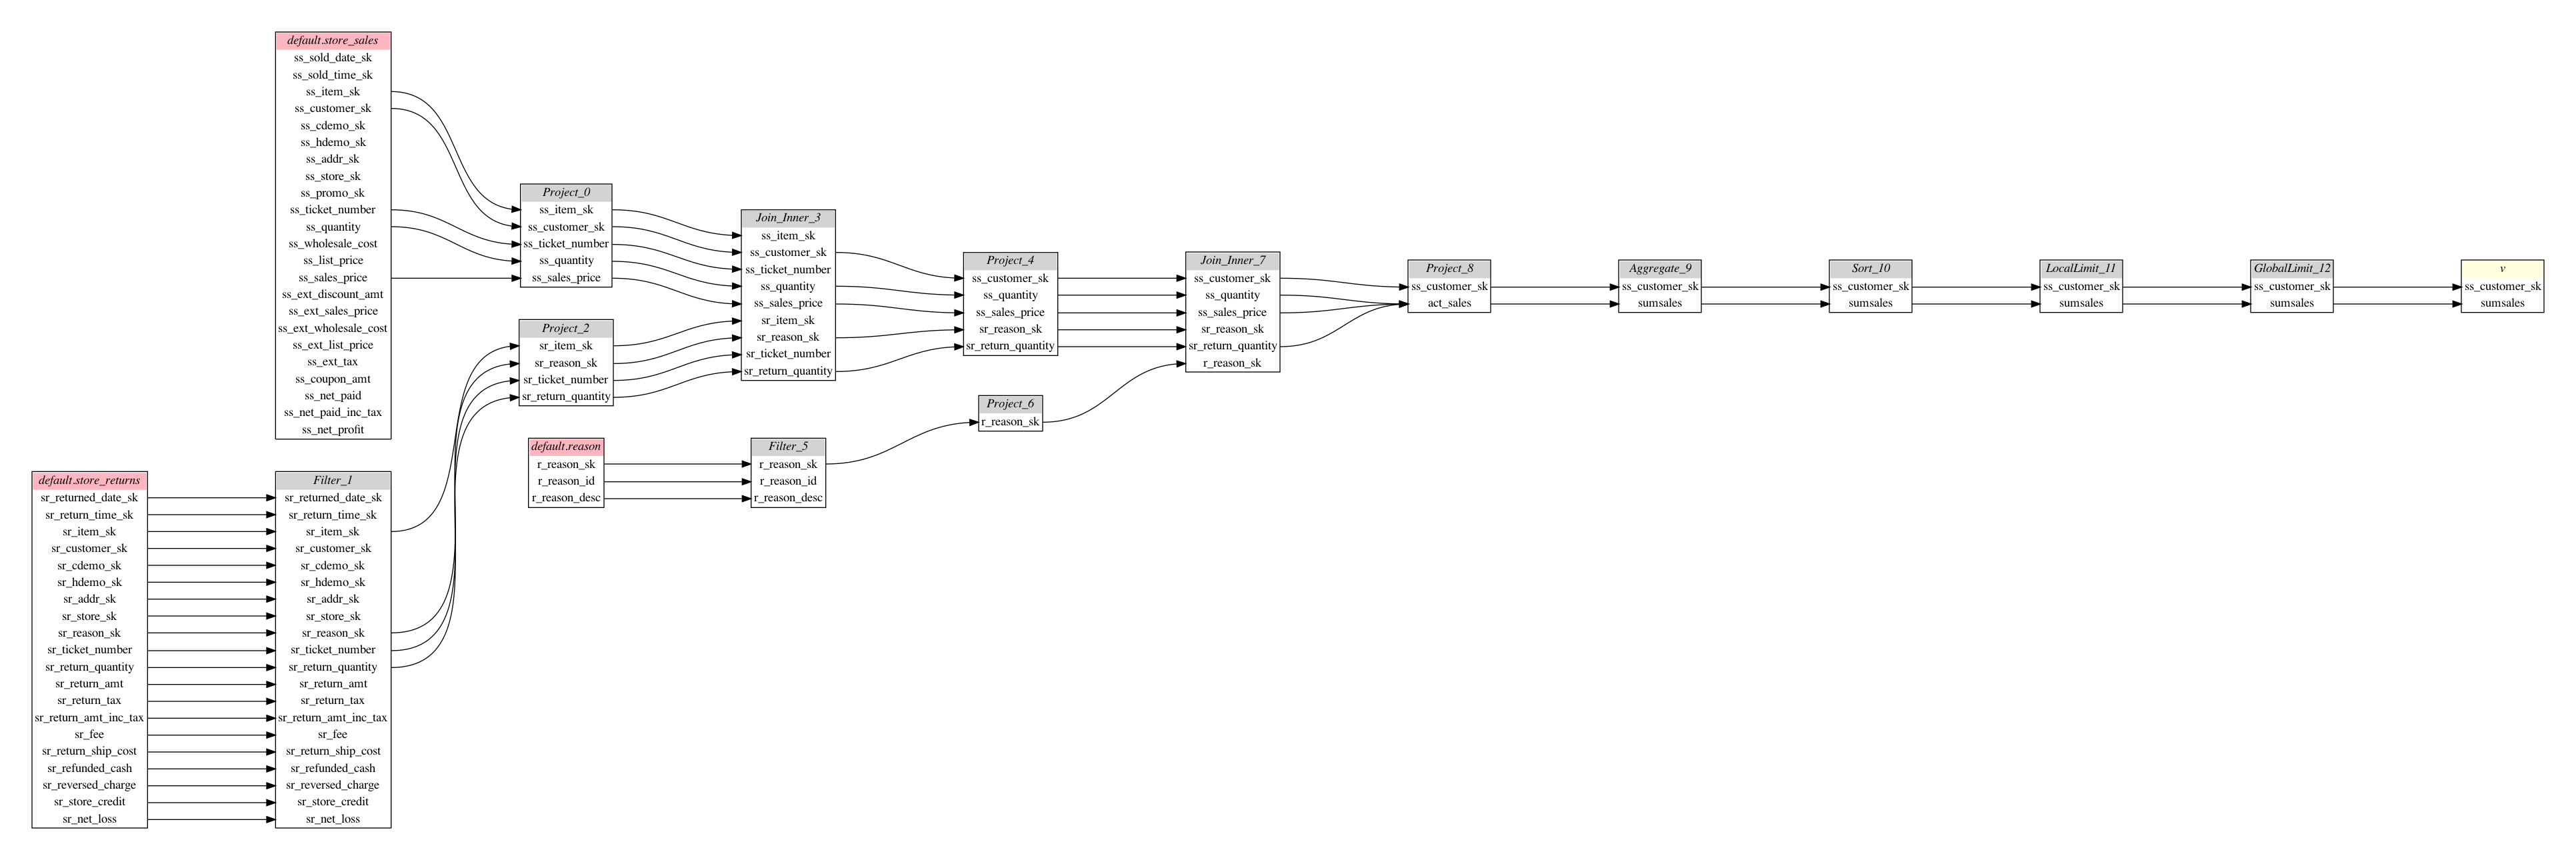 default.store_sales
ss_sold_date_sk
ss_sold_time_sk
ss_item_sk
ss_customer_sk
ss_cdemo_sk
ss_hdemo_sk
ss_addr_sk
ss_store_sk
ss_promo_sk
ss_ticket_number
ss_quantity
ss_wholesale_cost
ss_list_price
ss_sales_price
ss_ext_discount_amt
ss_ext_sales_price
ss_ext_wholesale_cost
ss_ext_list_price
ss_ext_tax
ss_coupon_amt
ss_net_paid
ss_net_paid_inc_tax
ss_net_profit
default.store_returns
sr_returned_date_sk
sr_return_time_sk
sr_item_sk
sr_customer_sk
sr_cdemo_sk
sr_hdemo_sk
sr_addr_sk
sr_store_sk
sr_reason_sk
sr_ticket_number
sr_return_quantity
sr_return_amt
sr_return_tax
sr_return_amt_inc_tax
sr_fee
sr_return_ship_cost
sr_refunded_cash
sr_reversed_charge
sr_store_credit
sr_net_loss
Filter_1
sr_returned_date_sk
sr_return_time_sk
sr_item_sk
sr_customer_sk
sr_cdemo_sk
sr_hdemo_sk
sr_addr_sk
sr_store_sk
sr_reason_sk
sr_ticket_number
sr_return_quantity
sr_return_amt
sr_return_tax
sr_return_amt_inc_tax
sr_fee
sr_return_ship_cost
sr_refunded_cash
sr_reversed_charge
sr_store_credit
sr_net_loss
Project_0
ss_item_sk
ss_customer_sk
ss_ticket_number
ss_quantity
ss_sales_price
Project_2
sr_item_sk
sr_reason_sk
sr_ticket_number
sr_return_quantity
default.reason
r_reason_sk
r_reason_id
r_reason_desc
Join_Inner_3
ss_item_sk
ss_customer_sk
ss_ticket_number
ss_quantity
ss_sales_price
sr_item_sk
sr_reason_sk
sr_ticket_number
sr_return_quantity
Filter_5
r_reason_sk
r_reason_id
r_reason_desc
Project_4
ss_customer_sk
ss_quantity
ss_sales_price
sr_reason_sk
sr_return_quantity
Project_6
r_reason_sk
Join_Inner_7
ss_customer_sk
ss_quantity
ss_sales_price
sr_reason_sk
sr_return_quantity
r_reason_sk
Project_8
ss_customer_sk
act_sales
Aggregate_9
ss_customer_sk
sumsales
Sort_10
ss_customer_sk
sumsales
LocalLimit_11
ss_customer_sk
sumsales
GlobalLimit_12
ss_customer_sk
sumsales
v
ss_customer_sk
sumsales